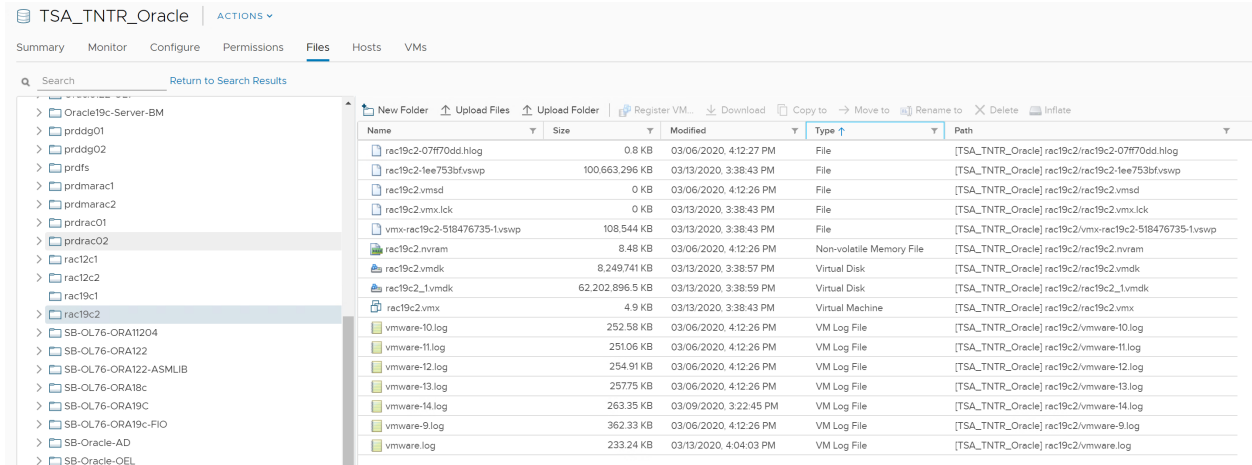 TSA_TNTR_Oracle ACTIONS
Summary Monitor Configure Permissions Files Hosts VMs
Search Return to Search Results
Oracle19c-Server-BM
prddg01
prddg02
prdfs
prdmarac1
prdmarac2
prdrac01
prdrac02
rac12c1
rac12c2
rac19c1
rac19c2
SB-OL76-ORA11204
SB-OL76-ORA122
SB-OL76-ORA122-ASMLIB
SB-OL76-ORA18c
SB-OL76-ORA19C
SB-OL76-ORA19c-FIO
SB-Oracle-AD
SB-Oracle-OEL
New Folder Upload Files Upload Folder Register VM... Download Copy to Move to Rename to Delete Inflate
Name Size Modified Type Path
rac19c2-07ff70dd.hlog 0.8 KB 03/06/2020, 4:12:27 PM File [TSA_TNTR_Oracle] rac19c2/rac19c2-07ff70dd.hlog
rac19c2-1ee753bf.vswp 100,663,296 KB 03/13/2020, 3:38:43 PM File [TSA_TNTR_Oracle] rac19c2/rac19c2-1ee753bf.vswp
rac19c2.vmsd 0 KB 03/06/2020, 4:12:26 PM File [TSA_TNTR_Oracle] rac19c2/rac19c2.vmsd
rac19c2.vmx.lck 0 KB 03/13/2020, 3:38:43 PM File [TSA_TNTR_Oracle] rac19c2/rac19c2.vmx.lck
vmx-rac19c2-518476735-1.vswp 108,544 KB 03/13/2020, 3:38:43 PM File [TSA_TNTR_Oracle] rac19c2/vmx-rac19c2-518476735-1.vswp
rac19c2.nvram 8.48 KB 03/06/2020, 4:12:26 PM Non-volatile Memory File [TSA_TNTR_Oracle] rac19c2/rac19c2.nvram
rac19c2.vmdk 8,249,741 KB 03/13/2020, 3:38:57 PM Virtual Disk [TSA_TNTR_Oracle] rac19c2/rac19c2.vmdk
rac19c2_1.vmdk 62,202,896.5 KB 03/13/2020, 3:38:59 PM Virtual Disk [TSA_TNTR_Oracle] rac19c2/rac19c2_1.vmdk
rac19c2.vmx 4.9 KB 03/13/2020, 3:38:43 PM Virtual Machine [TSA_TNTR_Oracle] rac19c2/rac19c2.vmx
vmware-10.log 252.58 KB 03/06/2020, 4:12:26 PM VM Log File [TSA_TNTR_Oracle] rac19c2/vmware-10.log
vmware-11.log 251.06 KB 03/06/2020, 4:12:26 PM VM Log File [TSA_TNTR_Oracle] rac19c2/vmware-11.log
vmware-12.log 254.91 KB 03/06/2020, 4:12:26 PM VM Log File [TSA_TNTR_Oracle] rac19c2/vmware-12.log
vmware-13.log 257.75 KB 03/06/2020, 4:12:26 PM VM Log File [TSA_TNTR_Oracle] rac19c2/vmware-13.log
vmware-14.log 263.35 KB 03/09/2020, 3:22:45 PM VM Log File [TSA_TNTR_Oracle] rac19c2/vmware-14.log
vmware-9.log 362.33 KB 03/06/2020, 4:12:26 PM VM Log File [TSA_TNTR_Oracle] rac19c2/vmware-9.log
vmware.log 233.24 KB 03/13/2020, 4:04:03 PM VM Log File [TSA_TNTR_Oracle] rac19c2/vmware.log